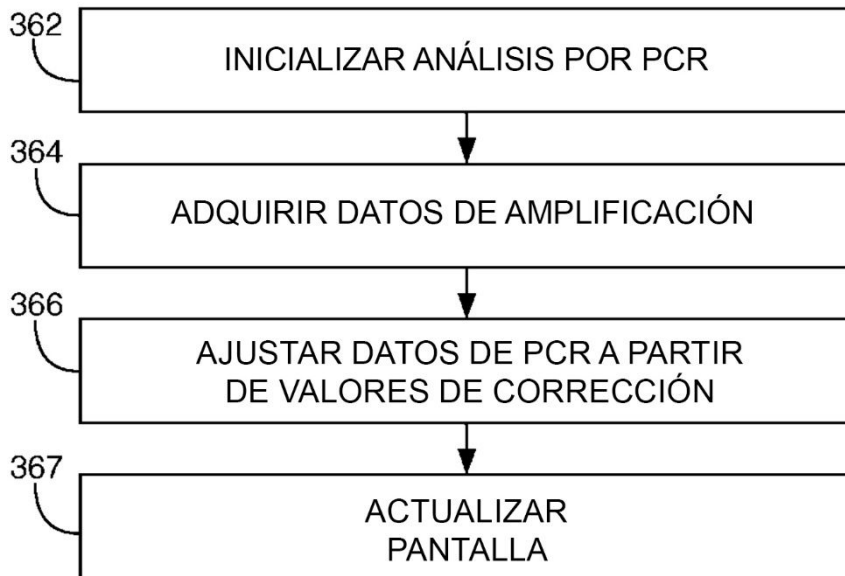 362
INICIALIZAR ANÁLISIS POR PCR
364
ADQUIRIR DATOS DE AMPLIFICACIÓN
366
AJUSTAR DATOS DE PCR A PARTIR
DE VALORES DE CORRECCIÓN
367
ACTUALIZAR
PANTALLA